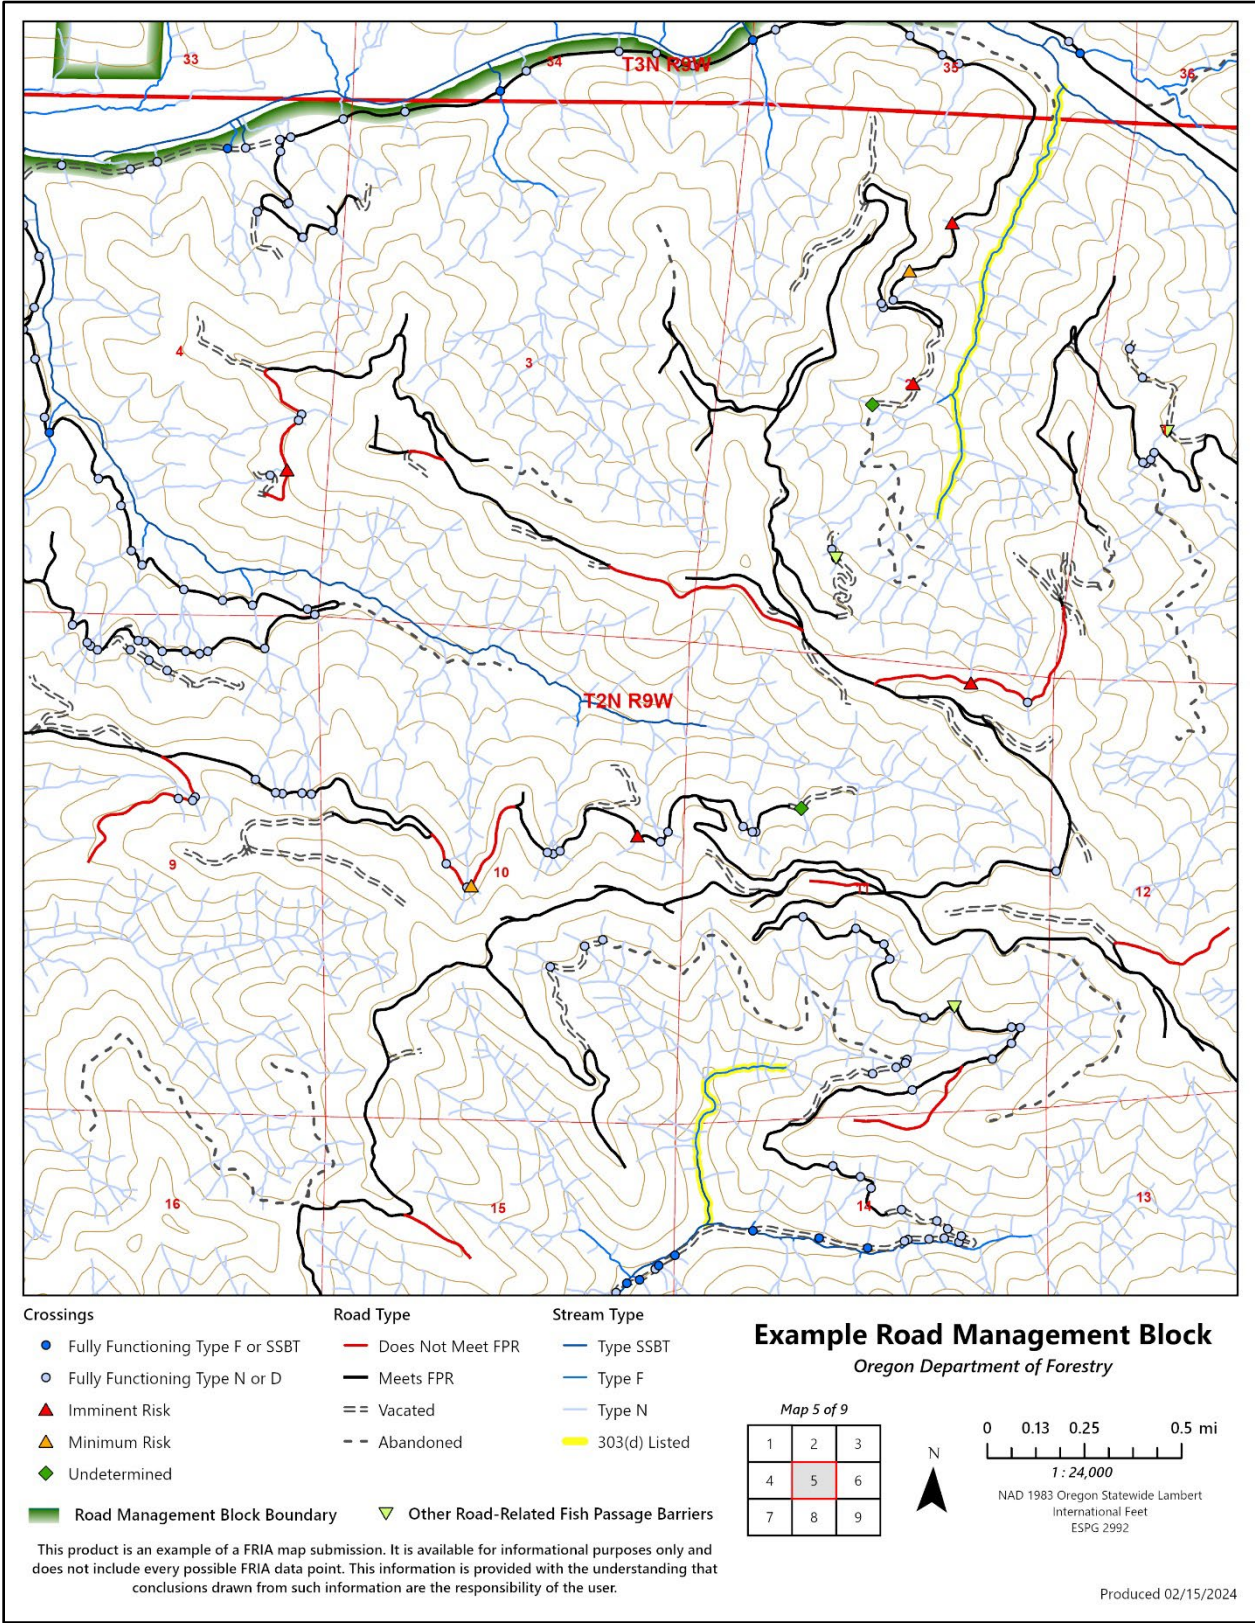 33
34
T3N R9W
35
36
4
3
2
1
T2N R9W
9
10
11
12
16
15
14
13
Crossings
Fully Functioning Type F or SSBT
Fully Functioning Type N or D
Imminent Risk
Minimum Risk
Undetermined
Road Type
Does Not Meet FPR
Meets FPR
Vacated
Abandoned
Stream Type
Type SSBT
Type F
Type N
303(d) Listed
Road Management Block Boundary
Other Road-Related Fish Passage Barriers
This product is an example of a FRIA map submission. It is available for informational purposes only and
does not include every possible FRIA data point. This information is provided with the understanding that
conclusions drawn from such information are the responsibility of the user.
Example Road Management Block
Oregon Department of Forestry
Map 5 of 9
1 2 3
4 5 6
7 8 9
N
0 0.13 0.25 0.5 mi
1 : 24,000
NAD 1983 Oregon Statewide Lambert
International Feet
ESPG 2992
Produced 02/15/2024